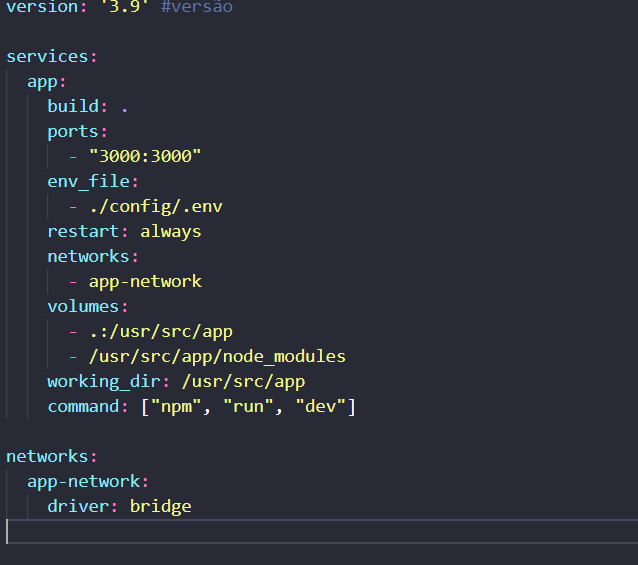 version: '3.9' #versão
services:
app:
build: .
ports:
- "3000:3000"
env_file:
- ./config/.env
restart: always
networks:
- app-network
volumes:
- .:/usr/src/app
- /usr/src/app/node_modules
working_dir: /usr/src/app
command: ["npm", "run", "dev"]
networks:
app-network:
driver: bridge